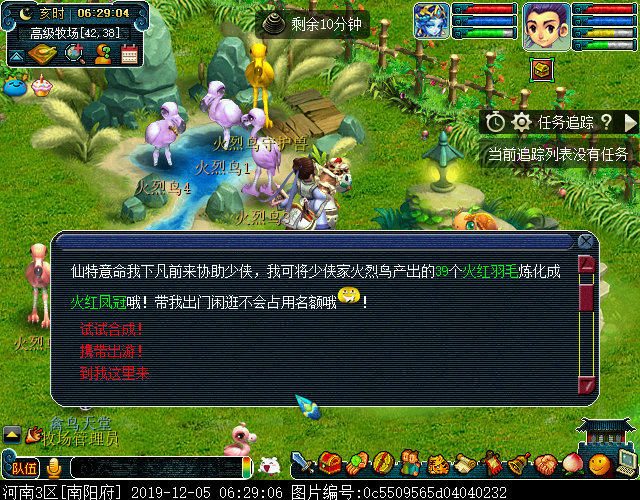 亥时 06:29:04
高级牧场[42,38]
剩余10分钟
任务追踪 ?
当前追踪列表没有任务
火烈鸟守护兽
火烈鸟1
火烈鸟4
仙特意命我下凡前来协助少侠，我可将少侠家火烈鸟产出的39个火红羽毛炼化成
火红凤冠哦！带我出门闲逛不会占用名额哦！
试试合成！
携带出游！
到我这里来
禽鸟天堂
牧场管理员
队伍
河南3区[南阳府] 2019-12-05 06:29:06 图片编号:0c5509565d04040232